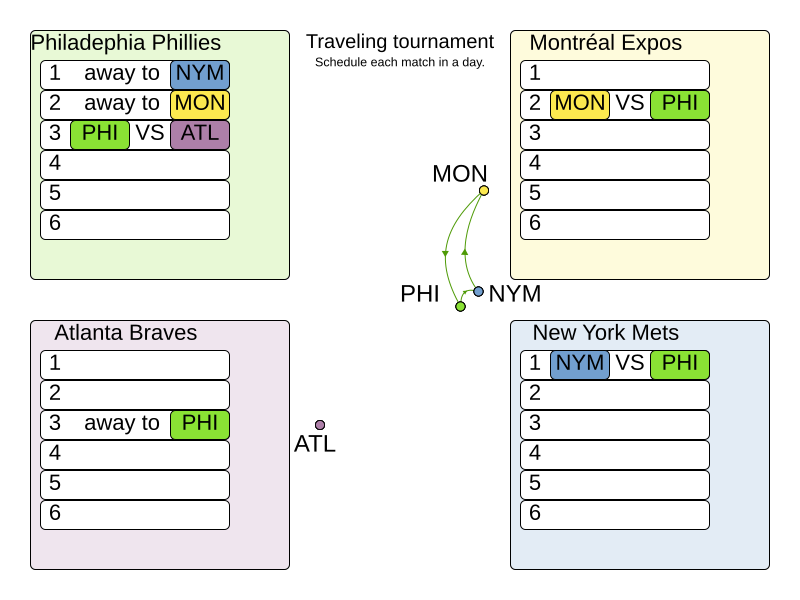 Philadephia Phillies
1 away to NYM
2 away to MON
3 PHI VS ATL
4
5
6
Traveling tournament
Schedule each match in a day.
Montréal Expos
1
2 MON VS PHI
3
4
5
6
MON
PHI
NYM
ATL
Atlanta Braves
1
2
3 away to PHI
4
5
6
New York Mets
1 NYM VS PHI
2
3
4
5
6